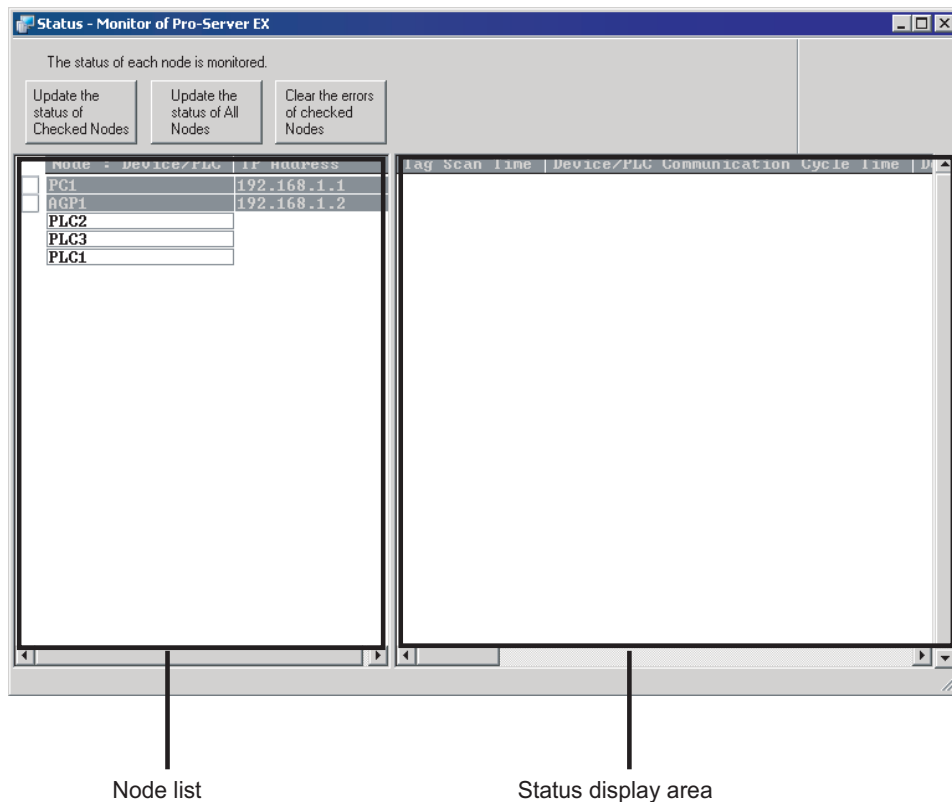 Status - Monitor of Pro-Server EX
The status of each node is monitored.
Update the
status of
Checked Nodes
Update the
status of All
Nodes
Clear the errors
of checked
Nodes
Node : Device/PLC IP Address
Tag Scan Time Device/PLC Communication Cycle Time
PC1 192.168.1.1
AGP1 192.168.1.2
PLC2
PLC3
PLC1
Node list
Status display area